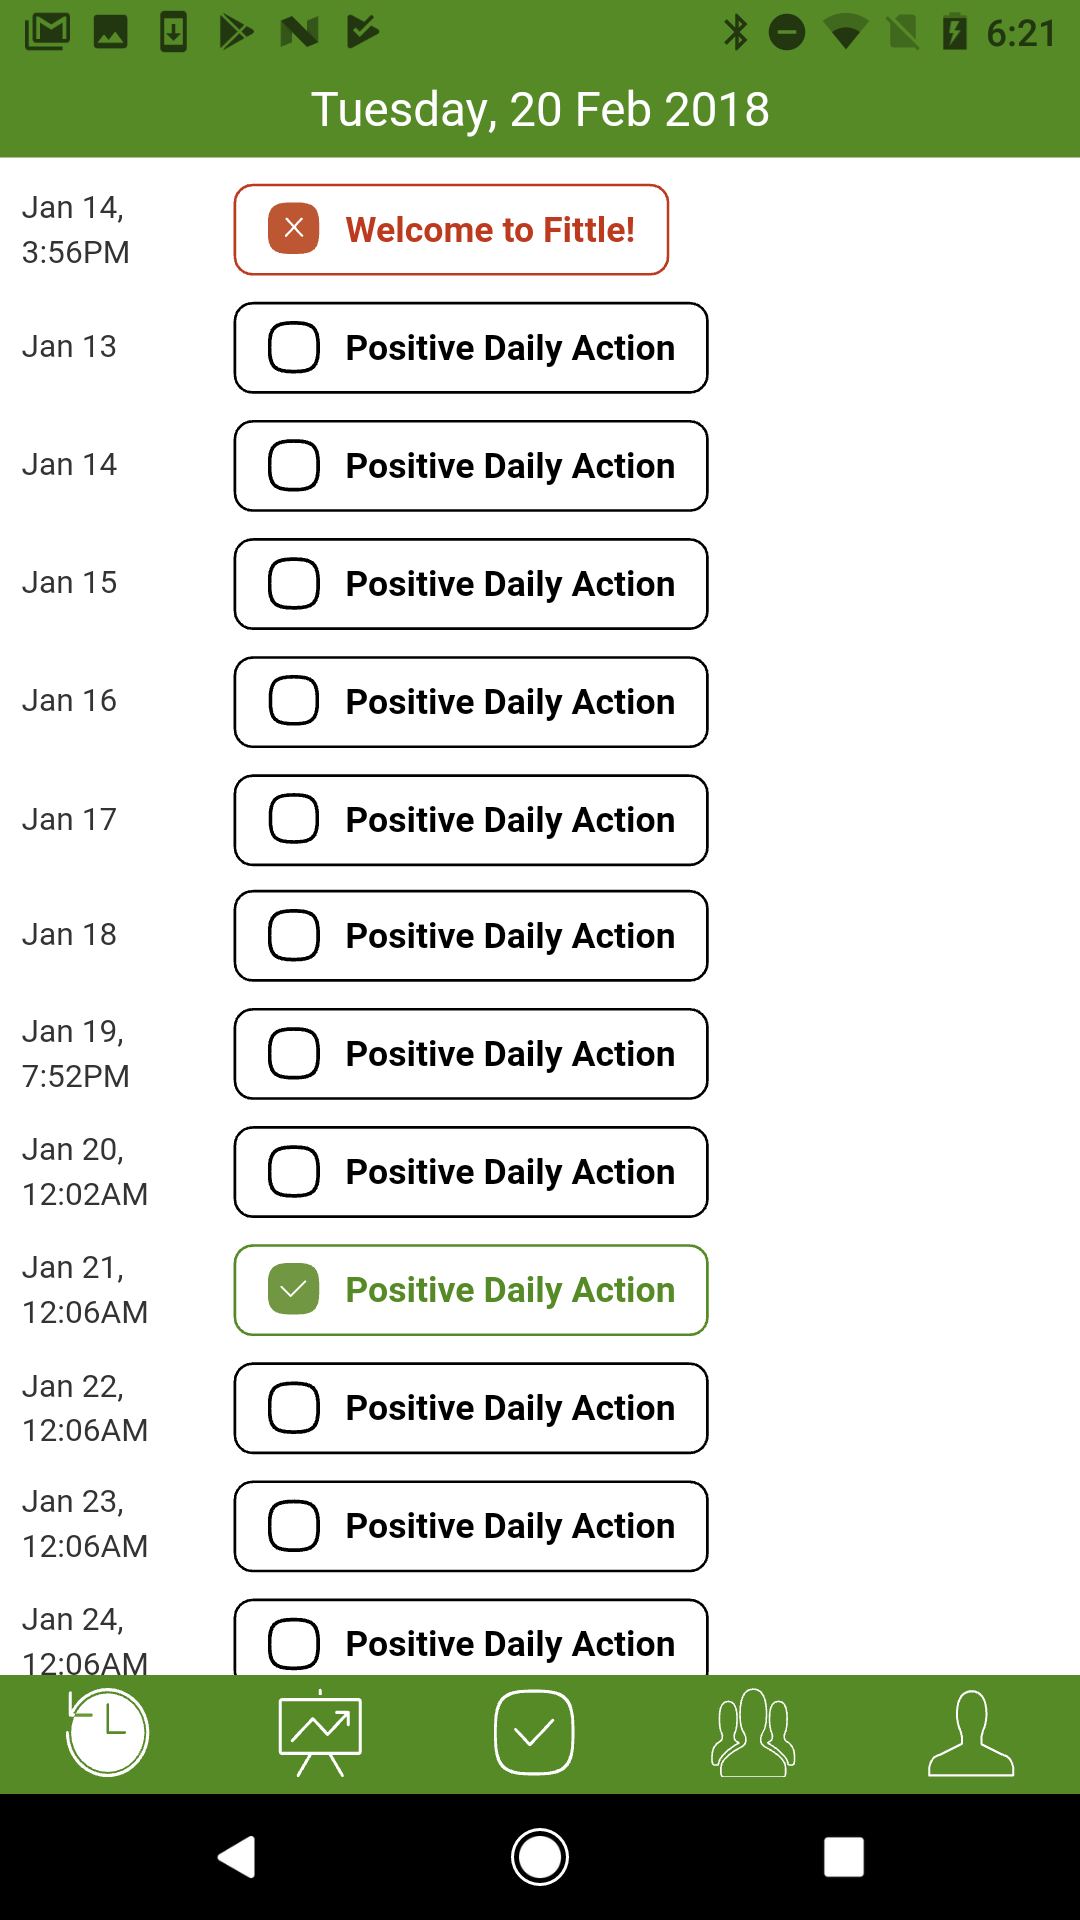 6:21
Tuesday, 20 Feb 2018
Jan 14,
3:56PM
Welcome to Fittle!
Jan 13
Positive Daily Action
Jan 14
Positive Daily Action
Jan 15
Positive Daily Action
Jan 16
Positive Daily Action
Jan 17
Positive Daily Action
Jan 18
Positive Daily Action
Jan 19,
7:52PM
Positive Daily Action
Jan 20,
12:02AM
Positive Daily Action
Jan 21,
12:06AM
Positive Daily Action
Jan 22,
12:06AM
Positive Daily Action
Jan 23,
12:06AM
Positive Daily Action
Jan 24,
12:06AM
Positive Daily Action